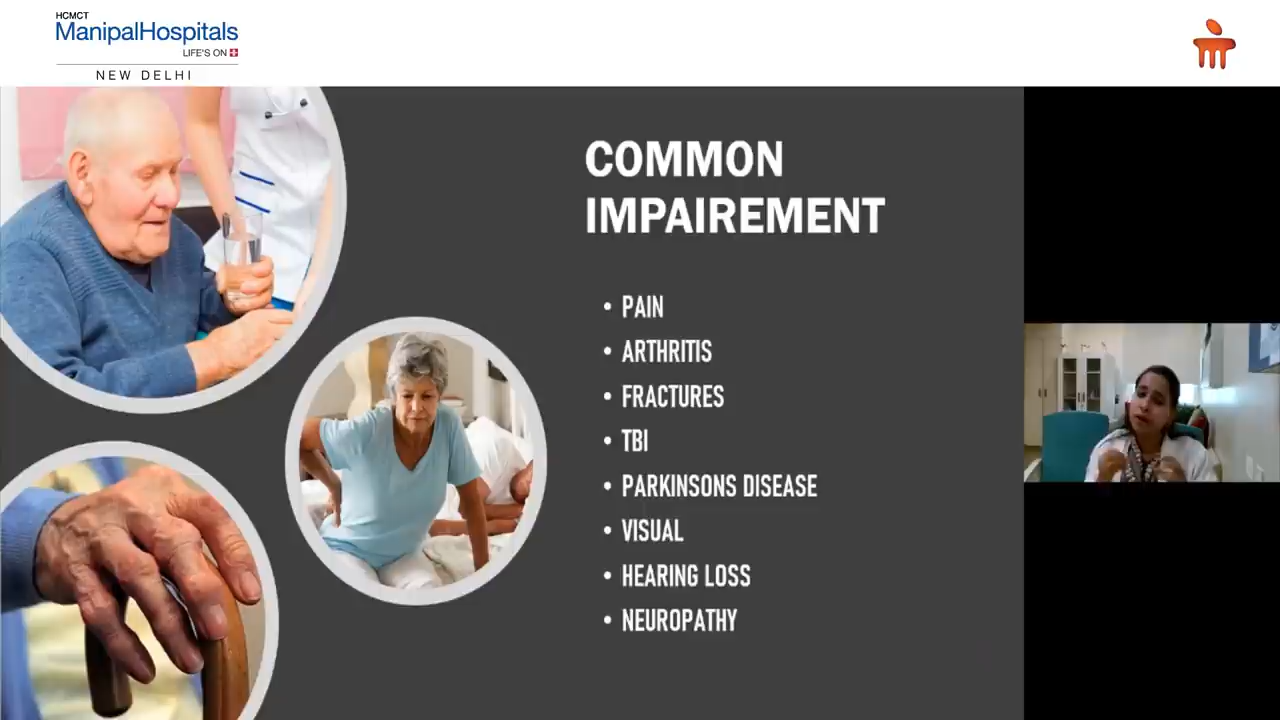 HCMCT
ManipalHospitals
LIFE'S ON
NEW DELHI
COMMON
IMPAIREMENT
• PAIN
• ARTHRITIS
• FRACTURES
• TBI
• PARKINSONS DISEASE
• VISUAL
• HEARING LOSS
• NEUROPATHY